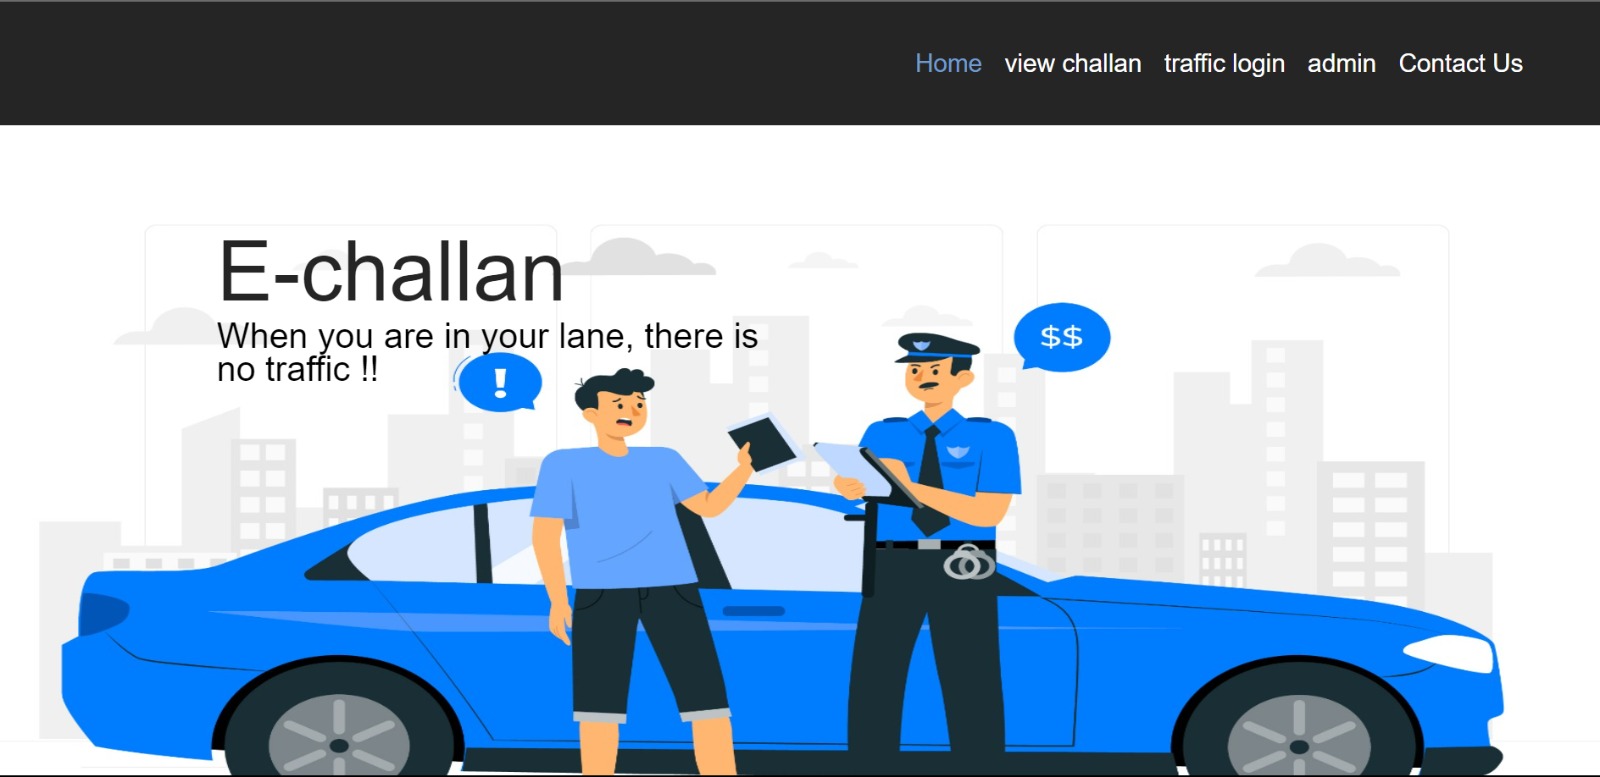 Home view challan traffic login admin Contact Us
E-challan
When you are in your lane, there is
no traffic !!
!
$$